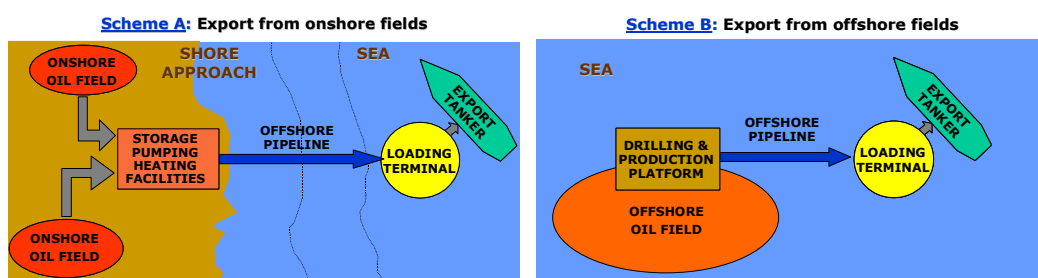 Scheme A: Export from onshore fields
ONSHORE
OIL FIELD
SHORE
APPROACH
SEA
EXPORT
TANKER
STORAGE
PUMPING
HEATING
FACILITIES
OFFSHORE
PIPELINE
LOADING
TERMINAL
ONSHORE
OIL FIELD
Scheme B: Export from offshore fields
SEA
EXPORT
TANKER
OFFSHORE
PIPELINE
DRILLING &
PRODUCTION
PLATFORM
LOADING
TERMINAL
OFFSHORE
OIL FIELD